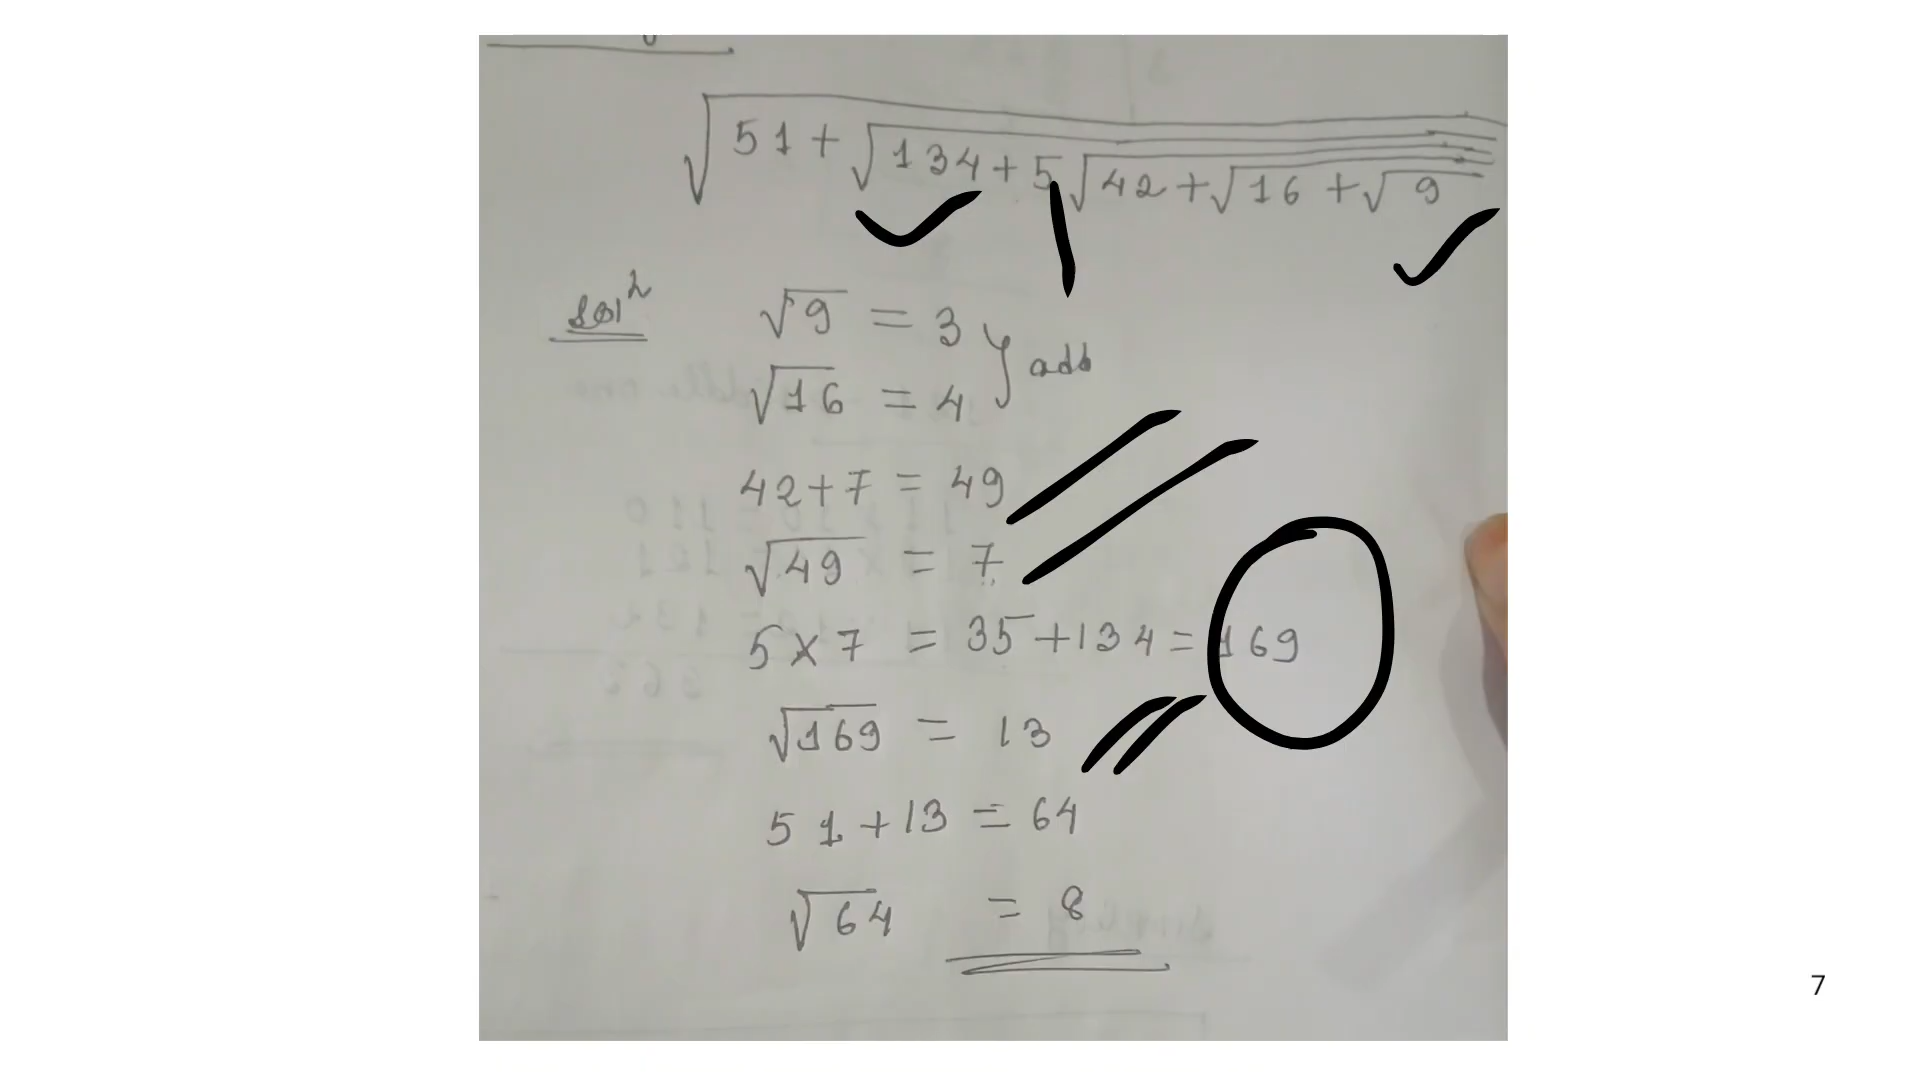 √51 + √134 + 5√42 + √16 + √9
Solⁿ
√9 = 3
} add
√16 = 4
42 + 7 = 49
√49 = 7
5 × 7 = 35 + 134 = 169
√169 = 13
51 + 13 = 64
√64 = 8
7